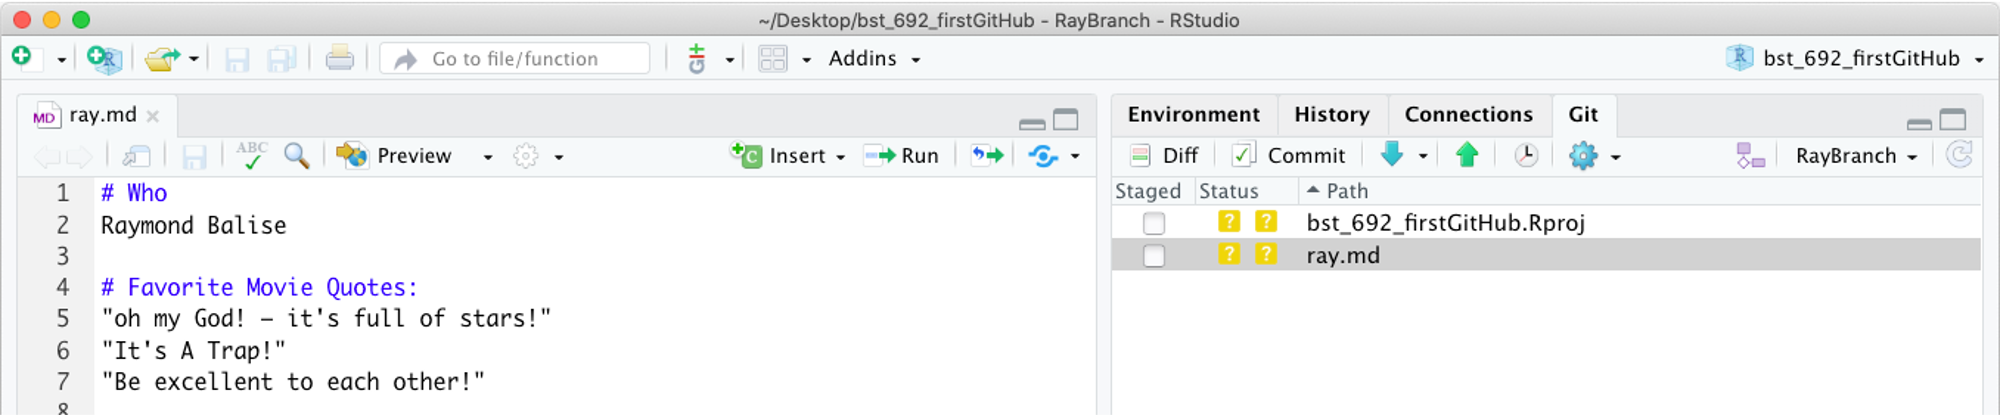 ~/Desktop/bst_692_firstGitHub - RayBranch - RStudio
Go to file/function
Git
Addins
bst_692_firstGitHub
MD ray.md
Environment History Connections Git
ABC Preview Insert Run
Diff Commit RayBranch
Staged Status Path
1 # Who
2 Raymond Balise
3
4 # Favorite Movie Quotes:
5 "oh my God! – it's full of stars!"
6 "It's A Trap!"
7 "Be excellent to each other!"
8
? ? bst_692_firstGitHub.Rproj
? ? ray.md